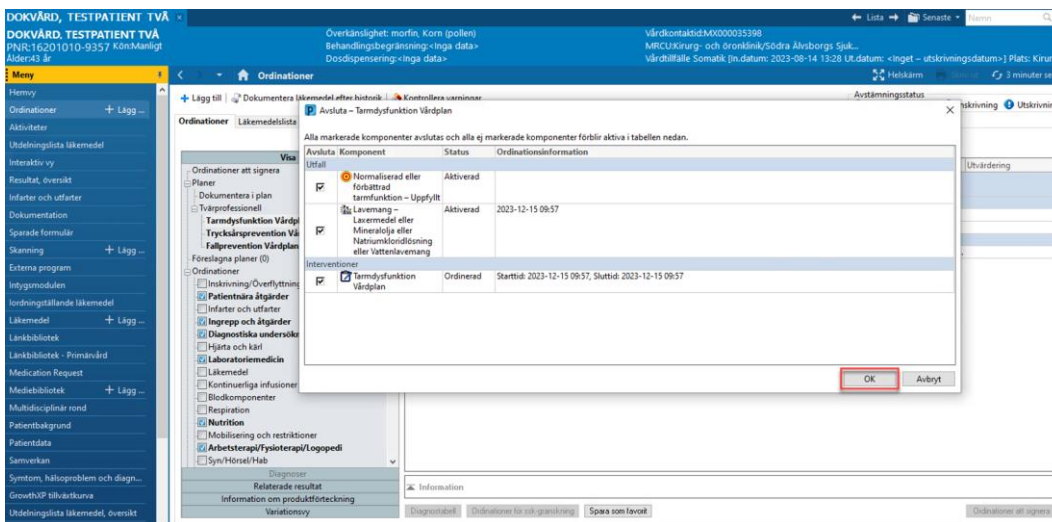 DOKVÅRD, TESTPATIENT TVÅ
Lista
Senaste
Namn
DOKVÅRD, TESTPATIENT TVÅ
PNR:16201010-9357 Kön:Manligt
Ålder:43 år
Överkänslighet: morfin, Korn (pollen)
Behandlingsbegränsning:<Inga data>
Dosdispensering:<Inga data>
Vårdkontaktid:MX000035398
MRCU:Kirurg- och öronklinik/Södra Älvsborgs Sjuk...
Vårdtillfälle Somatik [In.datum: 2023-08-14 13:28 Ut.datum: <Inget – utskrivningsdatum>] Plats: Kirur
Meny
Ordinationer
Helskärm
Skriv ut
3 minuter se
Hemvy
Ordinationer + Lägg ...
Aktiviteter
Utdelningslista läkemedel
Interaktiv vy
Resultat, översikt
Infarter och utfarter
Dokumentation
Sparade formulär
Skanning + Lägg ...
Externa program
Intygsmodulen
Iordningställande läkemedel
Läkemedel + Lägg ...
Länkbibliotek
Länkbibliotek - Primärvård
Medication Request
Mediebibliotek + Lägg ...
Multidisciplinär rond
Patientbakgrund
Patientdata
Samverkan
Symtom, hälsoproblem och diagn...
GrowthXP tillväxtkurva
Utdelningslista läkemedel, översikt
+ Lägg till Dokumentera läkemedel efter historik Kontrollera varningar
Avstämningsstatus
nskrivning Utskrivnin
Ordinationer Läkemedelslista
Visa
Ordinationer att signera
Planer
Dokumentera i plan
Tvärprofessionell
Tarmdysfunktion Vårdpl
Trycksårsprevention Vå
Fallprevention Vårdplan
Föreslagna planer (0)
Ordinationer
Inskrivning/Överflyttning
Patientnära åtgärder
Infarter och utfarter
Ingrepp och åtgärder
Diagnostiska undersökn
Hjärta och kärl
Laboratoriemedicin
Läkemedel
Kontinuerliga infusioner
Blodkomponenter
Respiration
Nutrition
Mobilisering och restriktioner
Arbetsterapi/Fysioterapi/Logopedi
Syn/Hörsel/Hab
Diagnoser
Relaterade resultat
Information om produktförteckning
Variationsvy
Avsluta – Tarmdysfunktion Vårdplan
Alla markerade komponenter avslutas och alla ej markerade komponenter förblir aktiva i tabellen nedan.
Avsluta Komponent Status Ordinationsinformation
Utfall
Normaliserad eller förbättrad tarmfunktion – Uppfyllt Aktiverad
Lavemang – Laxermedel eller Mineralolja eller Natriumkloridlösning eller Vattenlavemang Aktiverad 2023-12-15 09:57
Interventioner
Tarmdysfunktion Vårdplan Ordinerad Starttid: 2023-12-15 09:57, Sluttid: 2023-12-15 09:57
OK Avbryt
Utvärdering
Information
Diagnostabell Ordinationer för ssk-granskning Spara som favorit
Ordinationer att signera